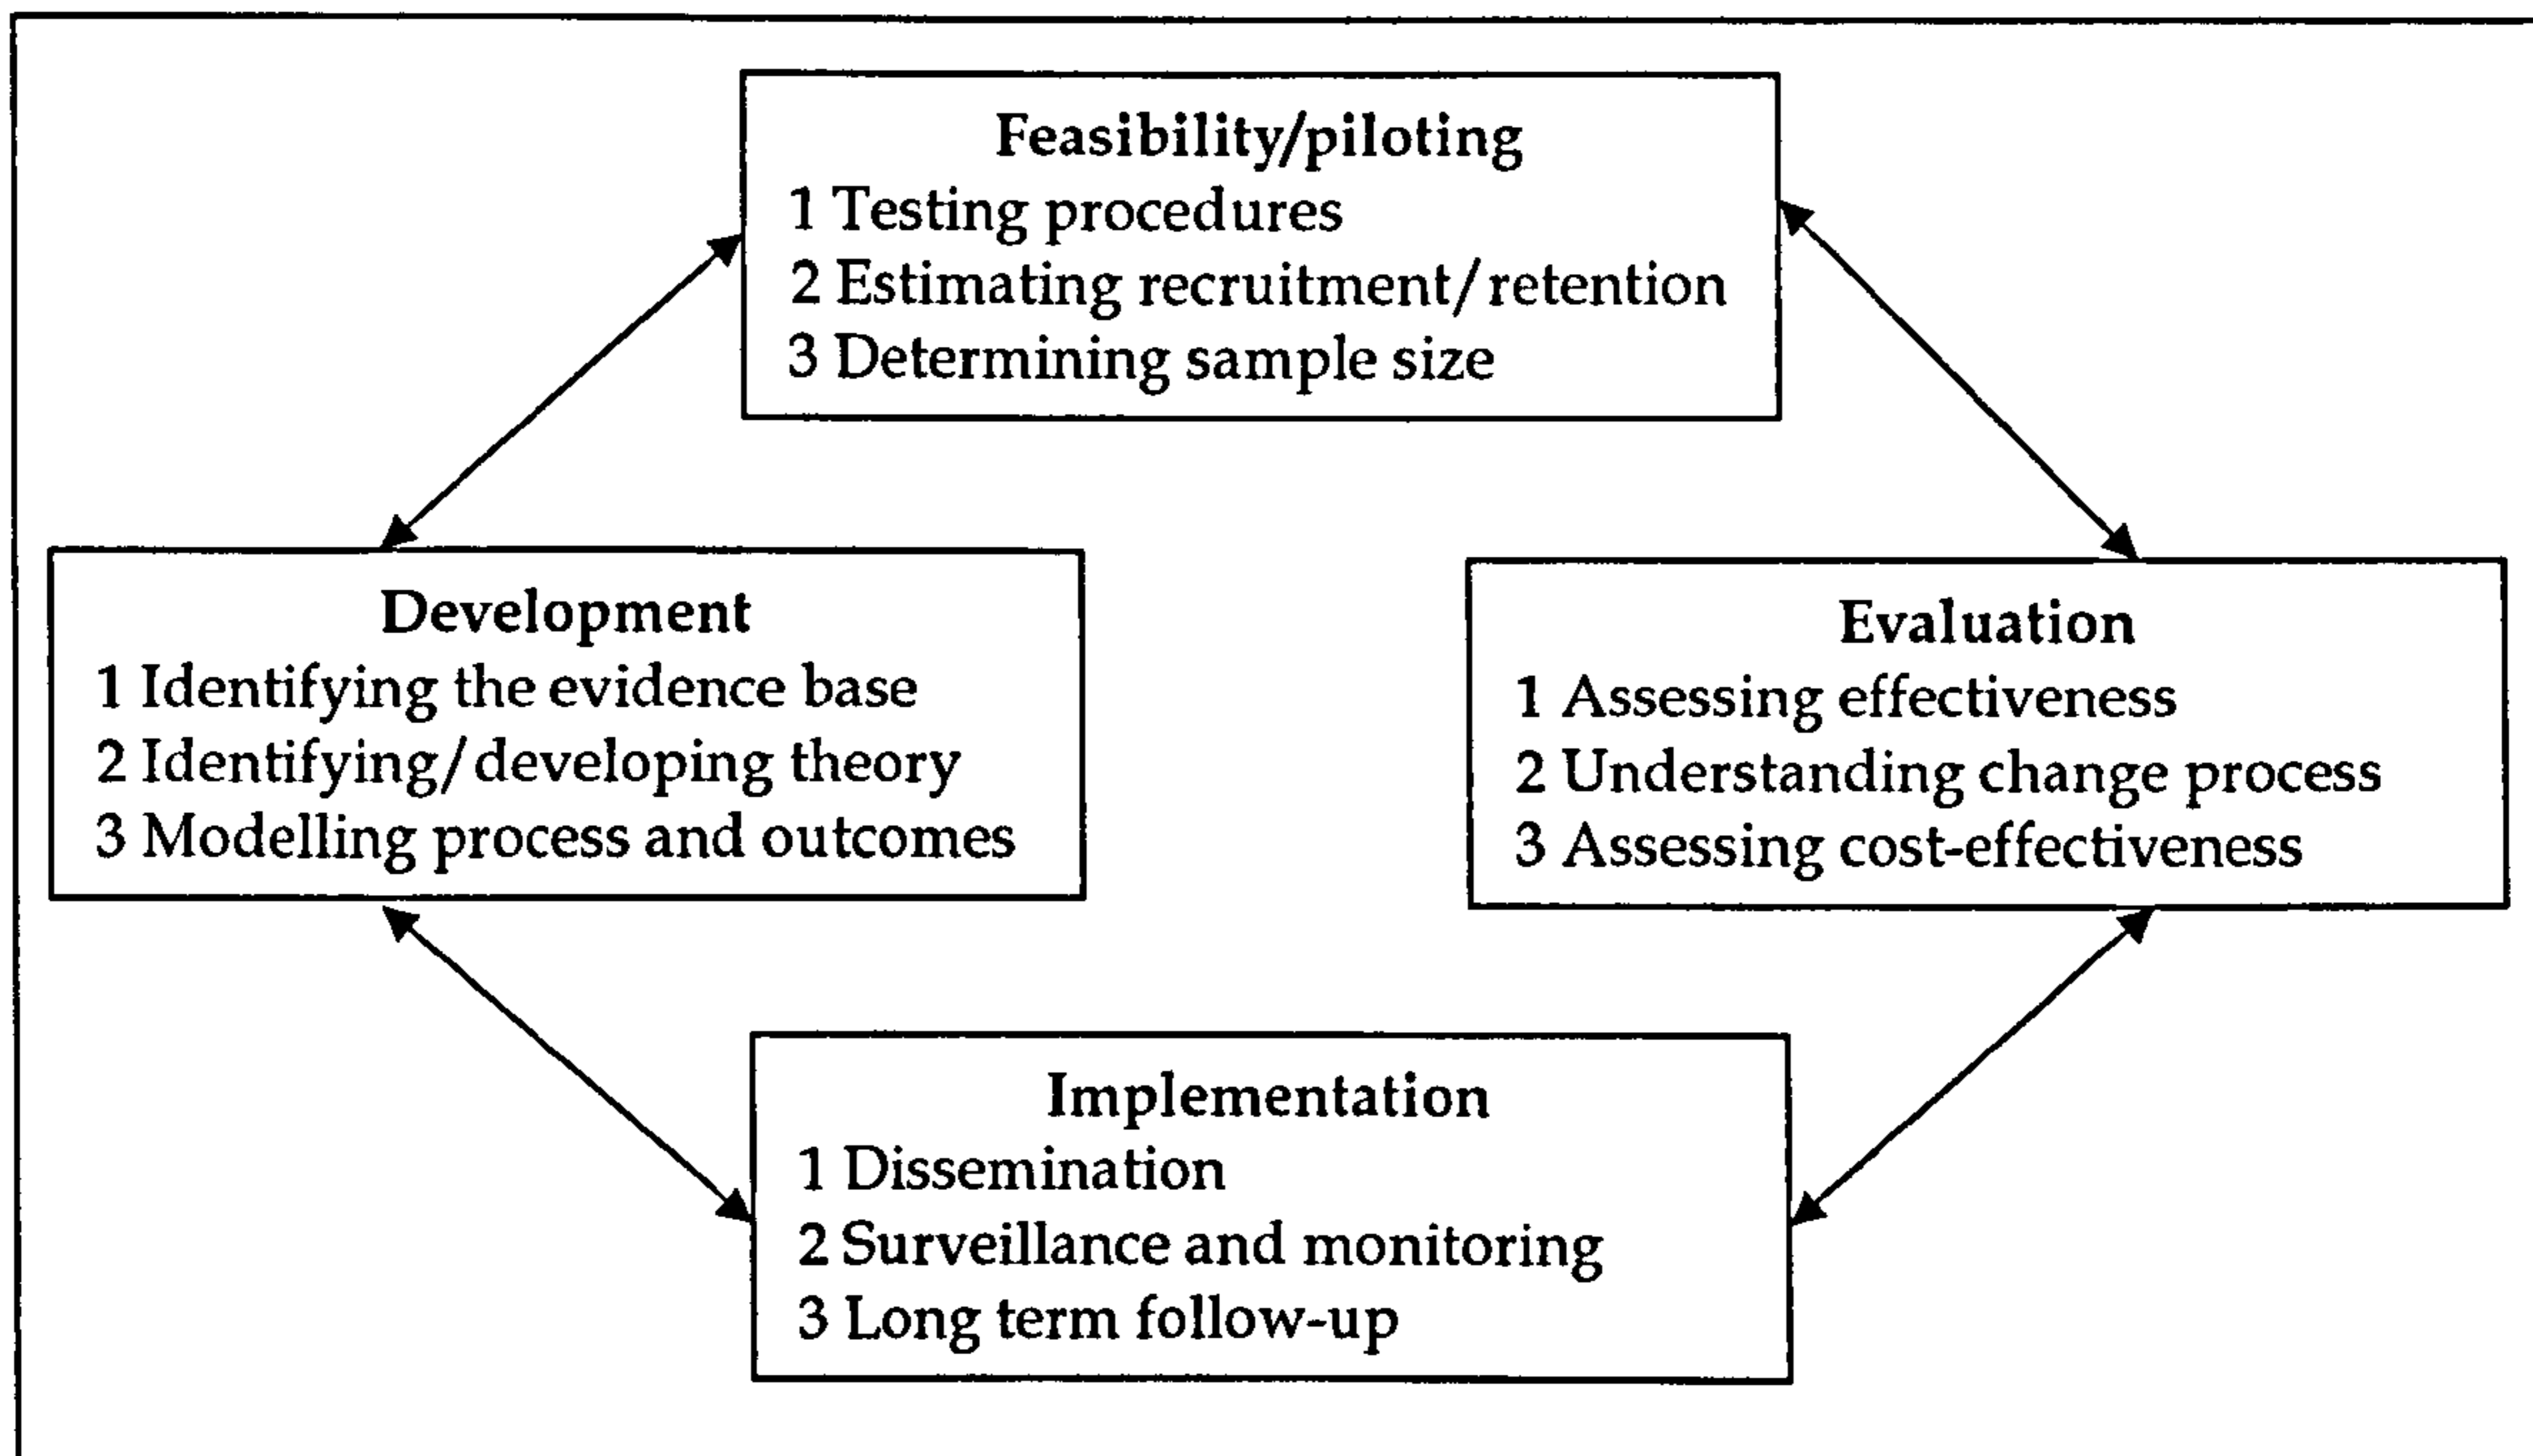 Feasibility/piloting
1 Testing procedures
2 Estimating recruitment/retention
3 Determining sample size
Development
1 Identifying the evidence base
2 Identifying/developing theory
3 Modelling process and outcomes
Evaluation
1 Assessing effectiveness
2 Understanding change process
3 Assessing cost-effectiveness
Implementation
1 Dissemination
2 Surveillance and monitoring
3 Long term follow-up